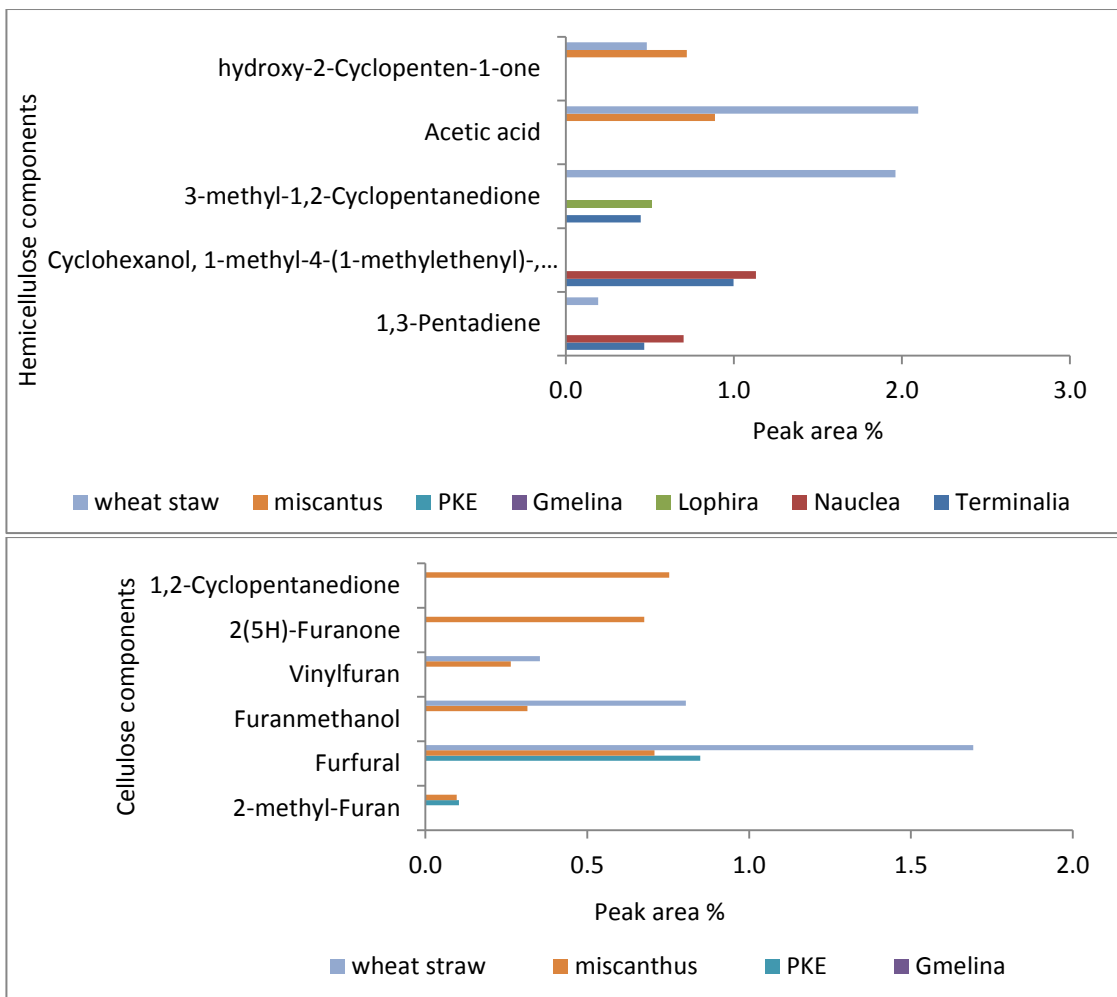 Hemicellulose components
hydroxy-2-Cyclopenten-1-one
Acetic acid
3-methyl-1,2-Cyclopentanedione
Cyclohexanol, 1-methyl-4-(1-methylethenyl)-,...
1,3-Pentadiene
0.0 1.0 2.0 3.0
Peak area %
wheat staw miscantus PKE Gmelina Lophira Nauclea Terminalia
Cellulose components
1,2-Cyclopentanedione
2(5H)-Furanone
Vinylfuran
Furanmethanol
Furfural
2-methyl-Furan
0.0 0.5 1.0 1.5 2.0
Peak area %
wheat straw miscanthus PKE Gmelina